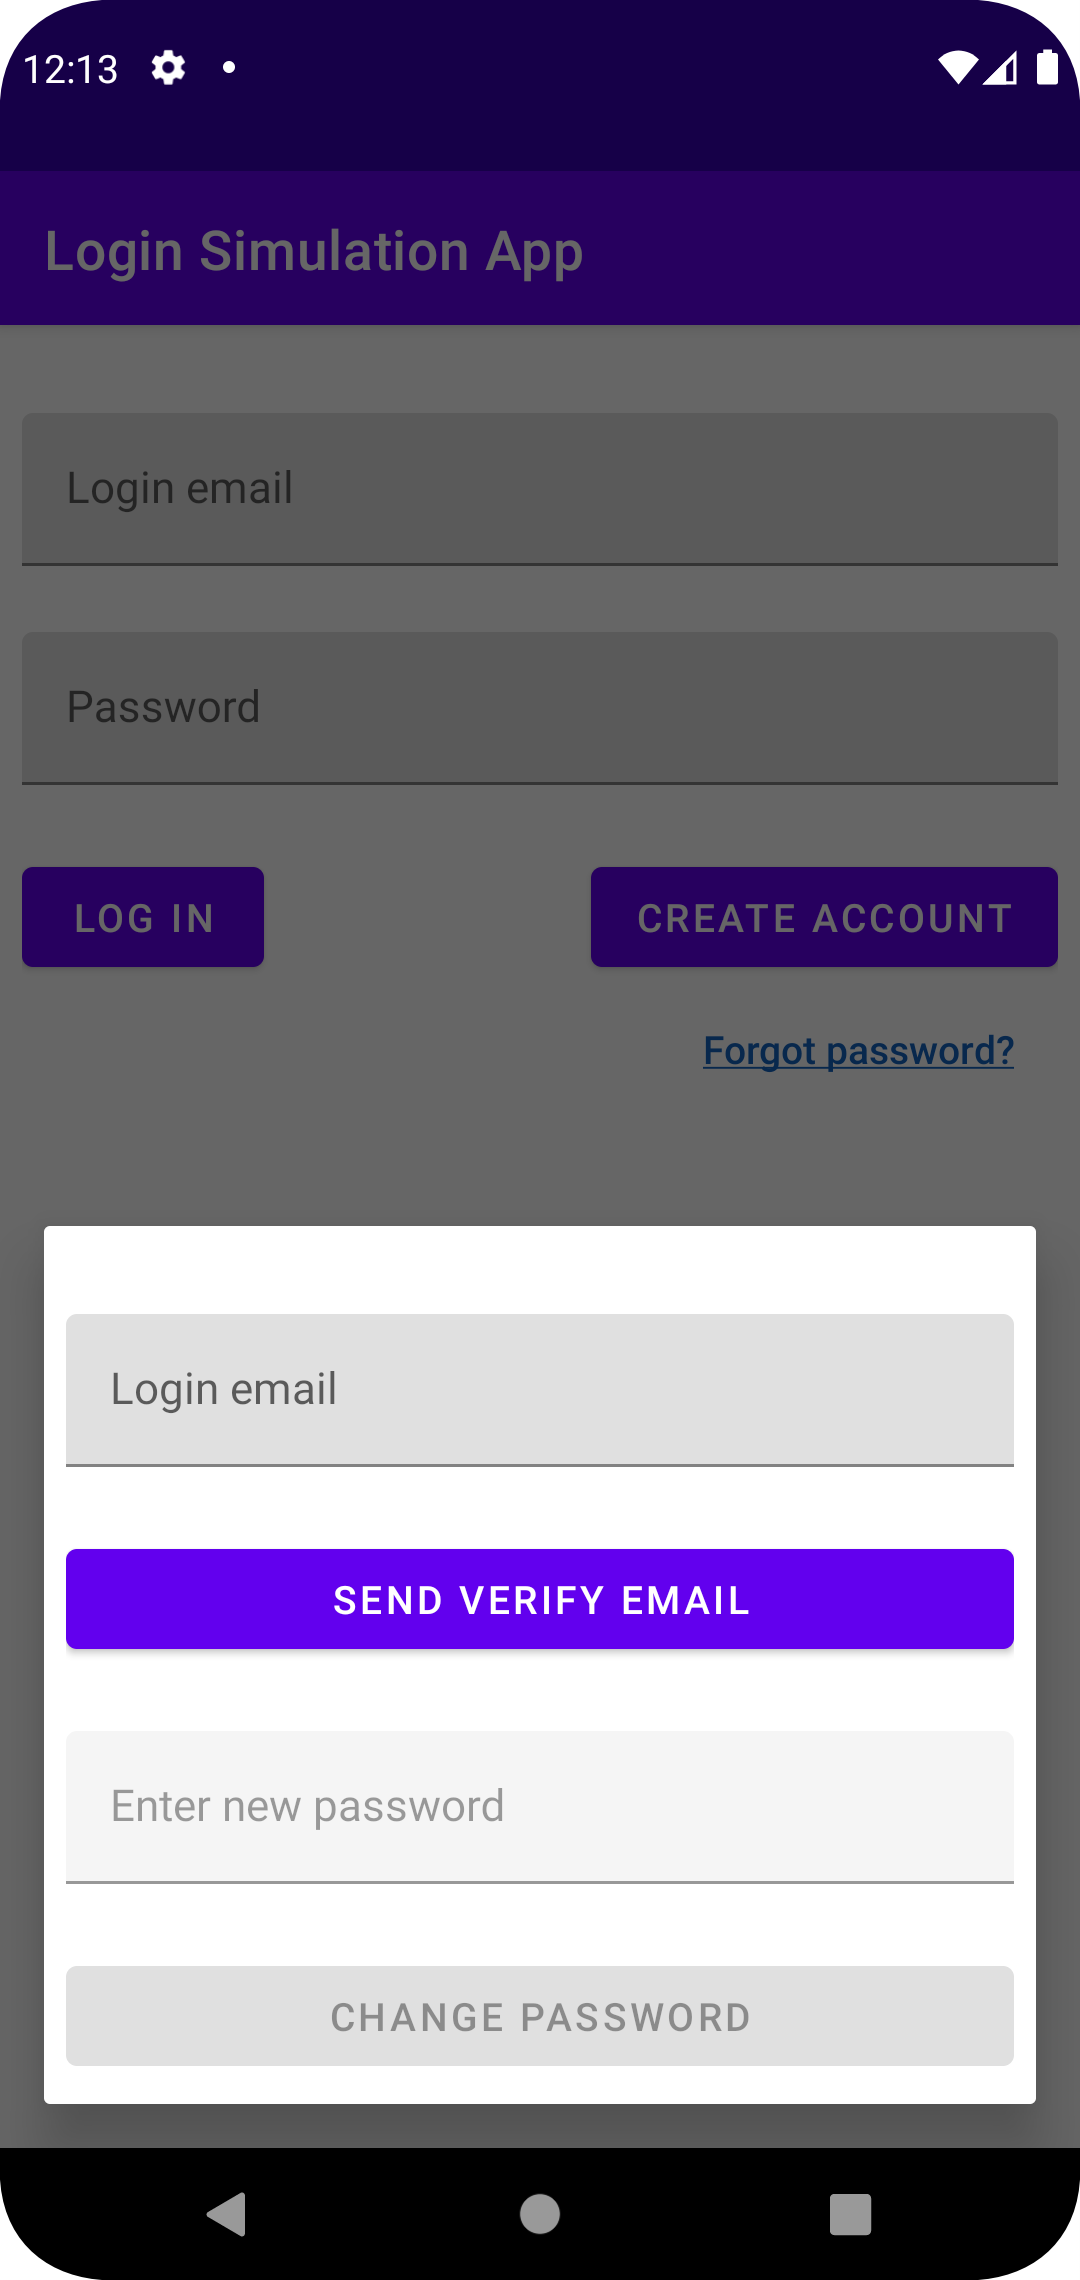 12:13
Login Simulation App
Login email
Password
LOG IN
CREATE ACCOUNT
Forgot password?
Login email
SEND VERIFY EMAIL
Enter new password
CHANGE PASSWORD